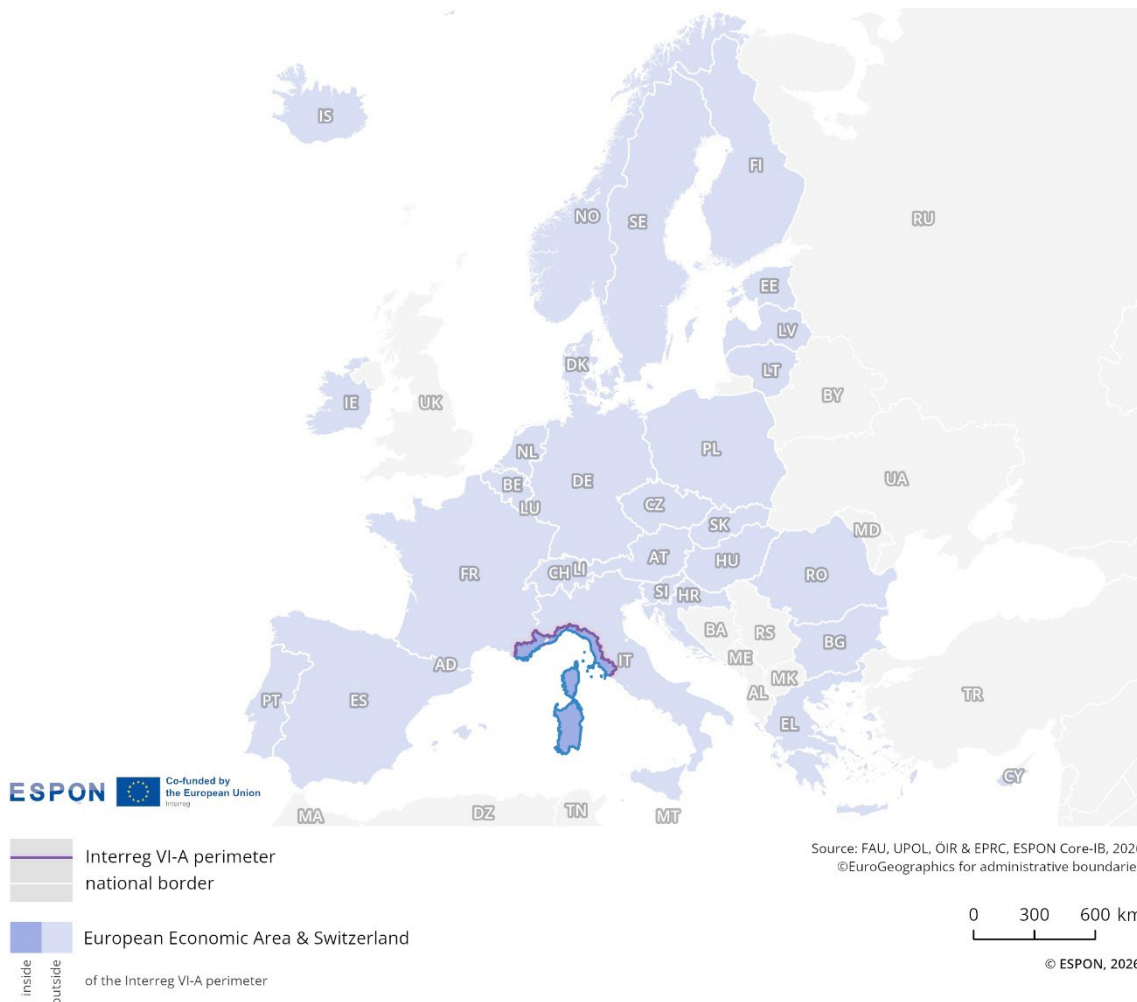 IS
FI
NO
SE
RU
EE
LV
DK
LT
BY
IE
UK
NL
PL
DE
BE
UA
LU
CZ
SK
MD
AT
HU
CH
LI
FR
RO
SI
HR
BA
RS
BG
IT
ME
AD
MK
AL
PT
ES
TR
EL
CY
MA
DZ
TN
MT
ESPON
Co-funded by
the European Union
Interreg
Interreg VI-A perimeter
national border
European Economic Area & Switzerland
inside
outside
of the Interreg VI-A perimeter
Source: FAU, UPOL, ÖIR & EPRC, ESPON Core-IB, 2026
©EuroGeographics for administrative boundarie
0 300 600 km
© ESPON, 2026